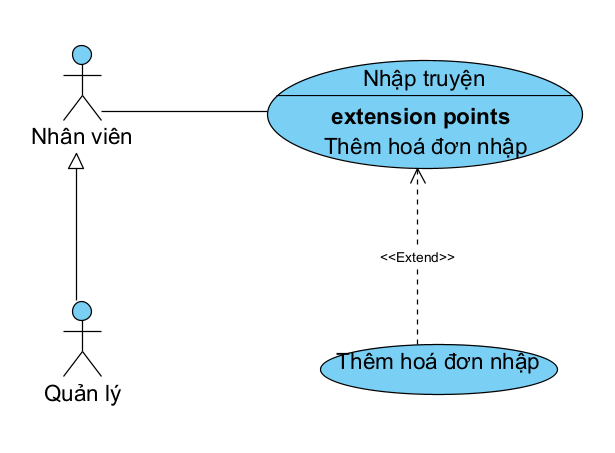 Nhập truyện
extension points
Thêm hoá đơn nhập
Nhân viên
<<Extend>>
Thêm hoá đơn nhập
Quản lý